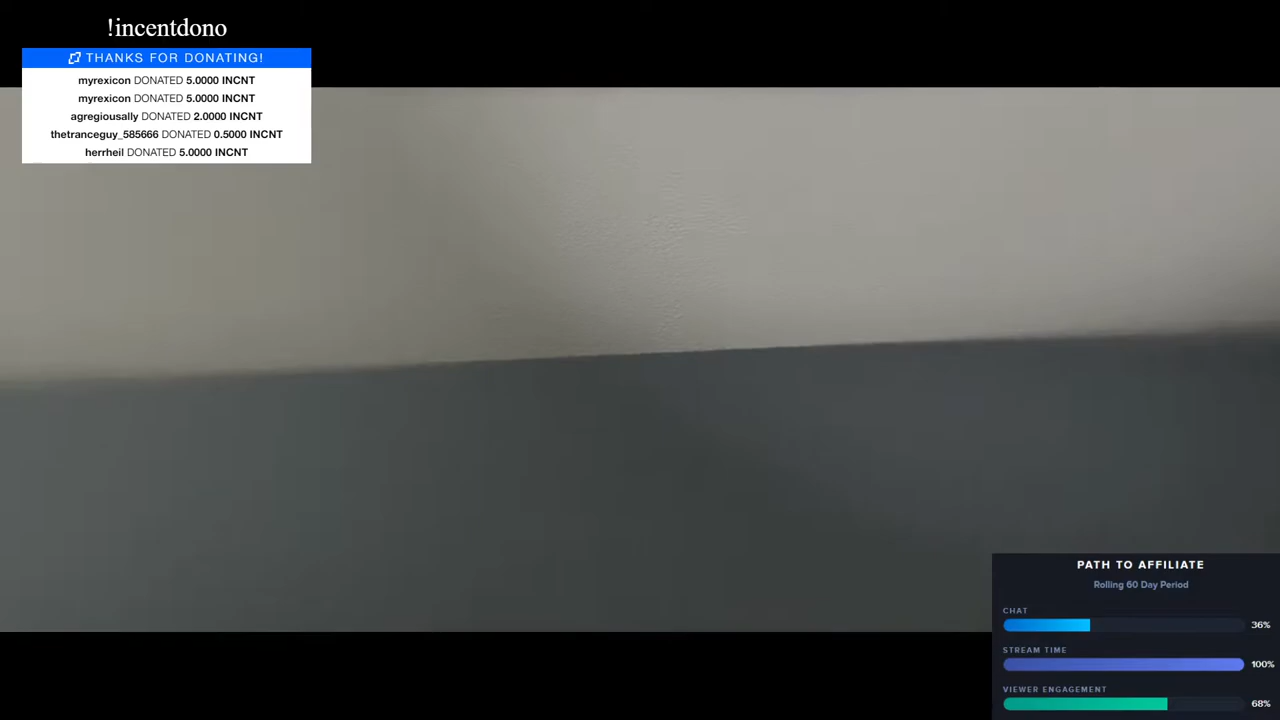 !incentdono
THANKS FOR DONATING!
myrexicon DONATED 5.0000 INCNT
myrexicon DONATED 5.0000 INCNT
agregiousally DONATED 2.0000 INCNT
thetranceguy_585666 DONATED 0.5000 INCNT
herrheil DONATED 5.0000 INCNT
PATH TO AFFILIATE
Rolling 60 Day Period
CHAT
36%
STREAM TIME
100%
VIEWER ENGAGEMENT
68%